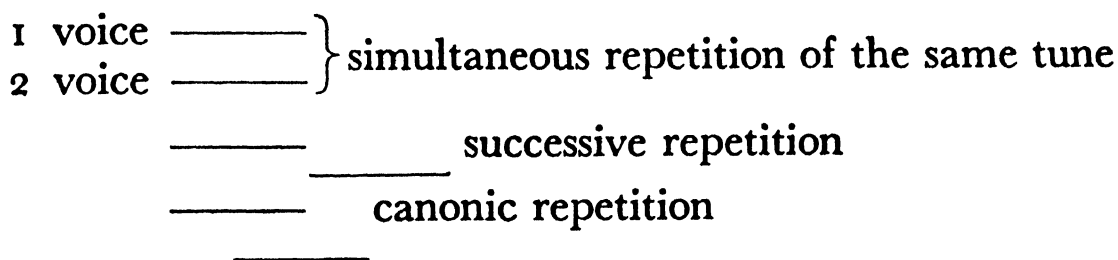 1 voice
simultaneous repetition of the same tune
2 voice
successive repetition
canonic repetition